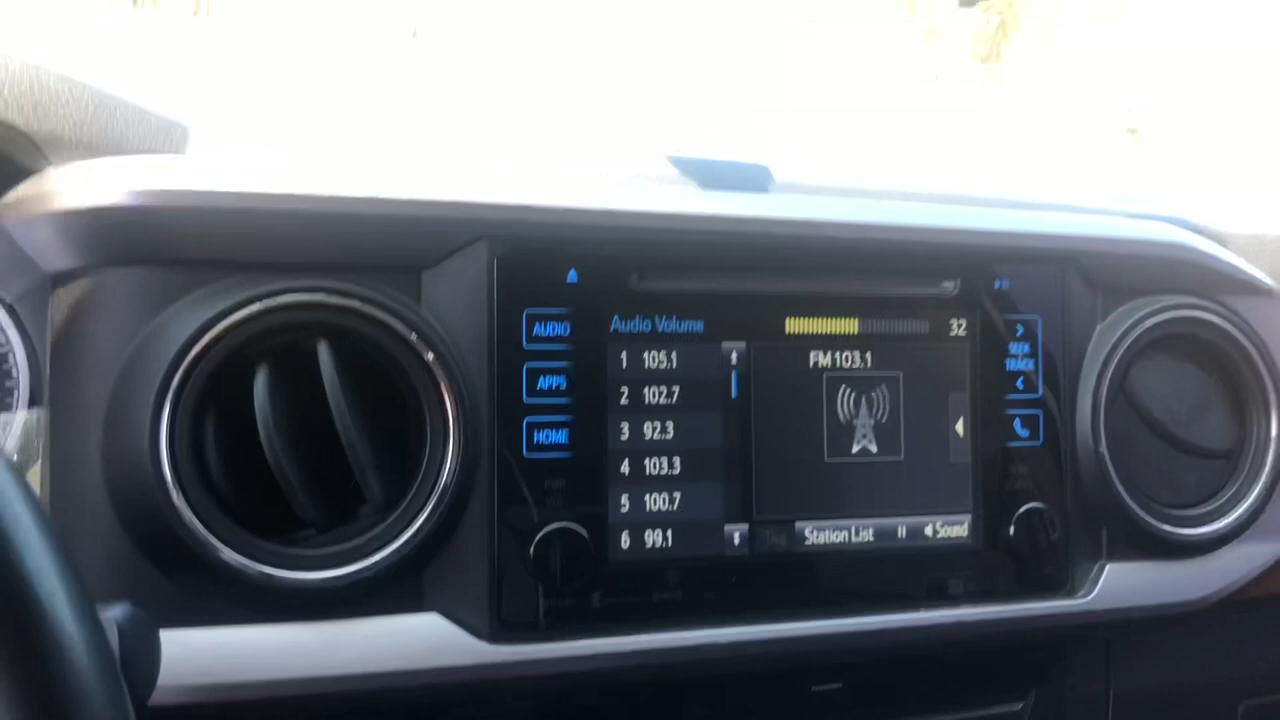 AUDIO
APPS
HOME
Audio Volume 32
1 105.1
2 102.7
3 92.3
4 103.3
5 100.7
6 99.1
FM 103.1
Station List
Sound
SEEK
TRACK